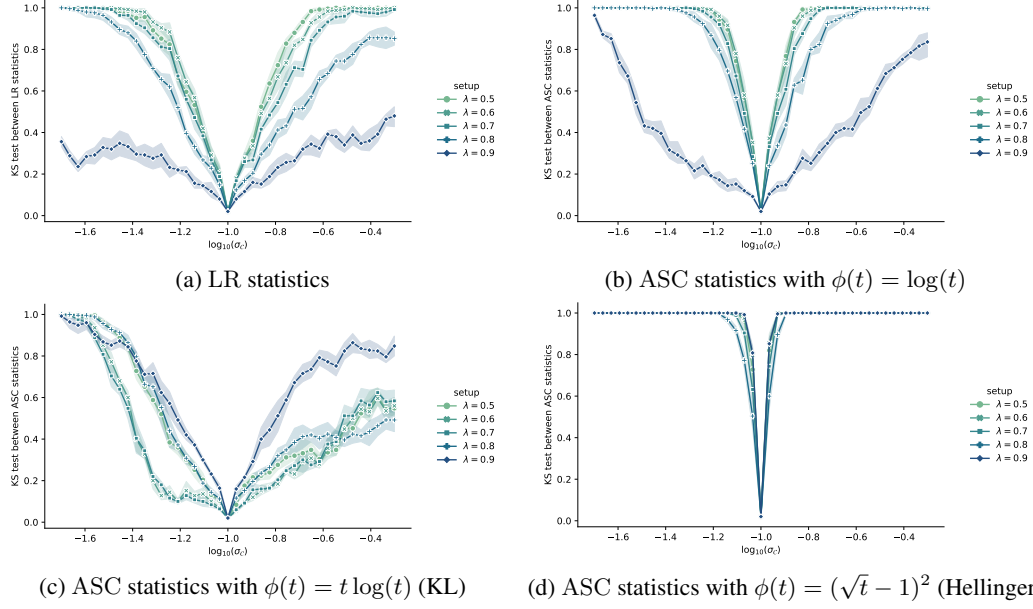 1.0
0.8
0.6
0.4
0.2
0.0
KS test between LR statistics
−1.6 −1.4 −1.2 −1.0 −0.8 −0.6 −0.4
log₁₀(σ_C)
setup
λ = 0.5
λ = 0.6
λ = 0.7
λ = 0.8
λ = 0.9
(a) LR statistics
1.0
0.8
0.6
0.4
0.2
0.0
KS test between ASC statistics
−1.6 −1.4 −1.2 −1.0 −0.8 −0.6 −0.4
log₁₀(σ_C)
setup
λ = 0.5
λ = 0.6
λ = 0.7
λ = 0.8
λ = 0.9
(b) ASC statistics with ϕ(t) = log(t)
1.0
0.8
0.6
0.4
0.2
0.0
KS test between ASC statistics
−1.6 −1.4 −1.2 −1.0 −0.8 −0.6 −0.4
log₁₀(σ_C)
setup
λ = 0.5
λ = 0.6
λ = 0.7
λ = 0.8
λ = 0.9
(c) ASC statistics with ϕ(t) = t log(t) (KL)
1.0
0.8
0.6
0.4
0.2
0.0
KS test between ASC statistics
−1.6 −1.4 −1.2 −1.0 −0.8 −0.6 −0.4
log₁₀(σ_C)
setup
λ = 0.5
λ = 0.6
λ = 0.7
λ = 0.8
λ = 0.9
(d) ASC statistics with ϕ(t) = (√t − 1)² (Hellinger